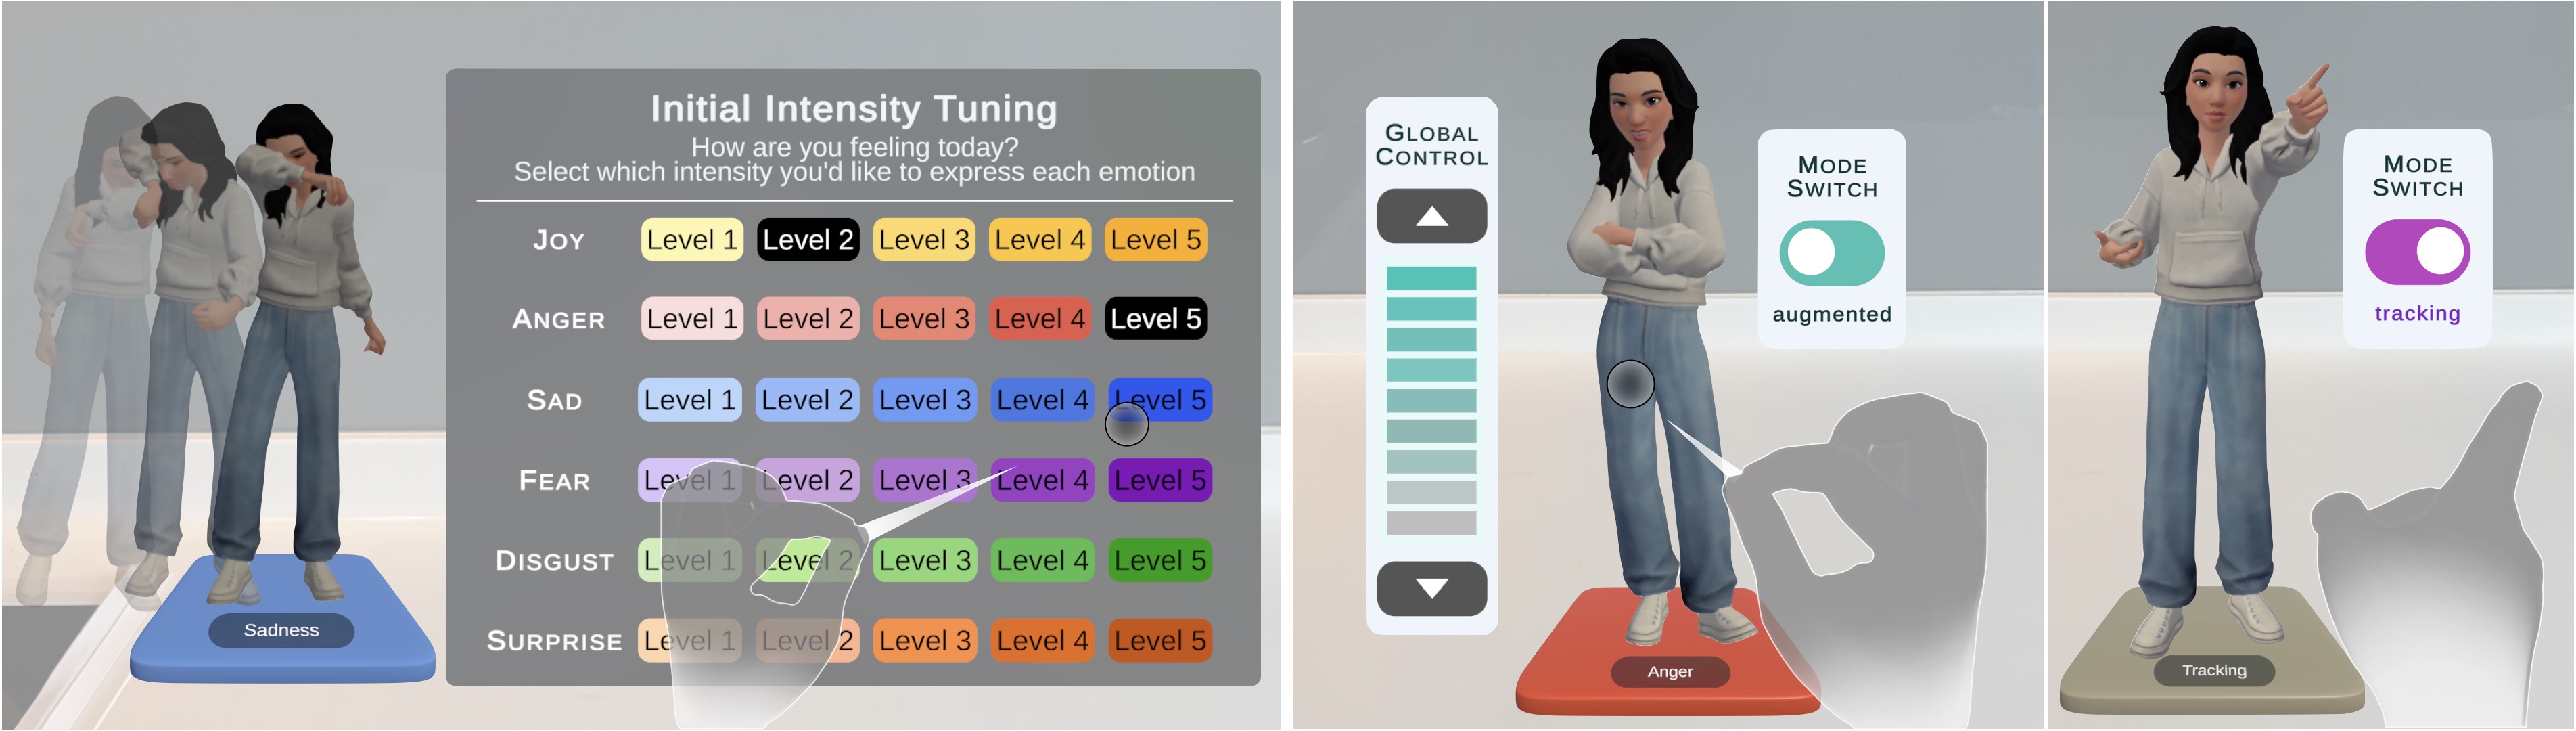 Initial Intensity Tuning
How are you feeling today?
Select which intensity you'd like to express each emotion
JOY Level 1 Level 2 Level 3 Level 4 Level 5
ANGER Level 1 Level 2 Level 3 Level 4 Level 5
SAD Level 1 Level 2 Level 3 Level 4 Level 5
FEAR Level 1 Level 2 Level 3 Level 4 Level 5
DISGUST Level 1 Level 2 Level 3 Level 4 Level 5
SURPRISE Level 1 Level 2 Level 3 Level 4 Level 5
Sadness
GLOBAL
CONTROL
MODE
SWITCH
augmented
Anger
MODE
SWITCH
tracking
Tracking